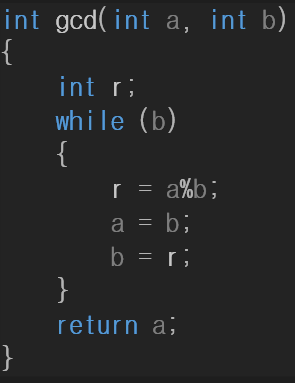 int gcd(int a, int b)
{
    int r;
    while (b)
    {
        r = a%b;
        a = b;
        b = r;
    }
    return a;
}